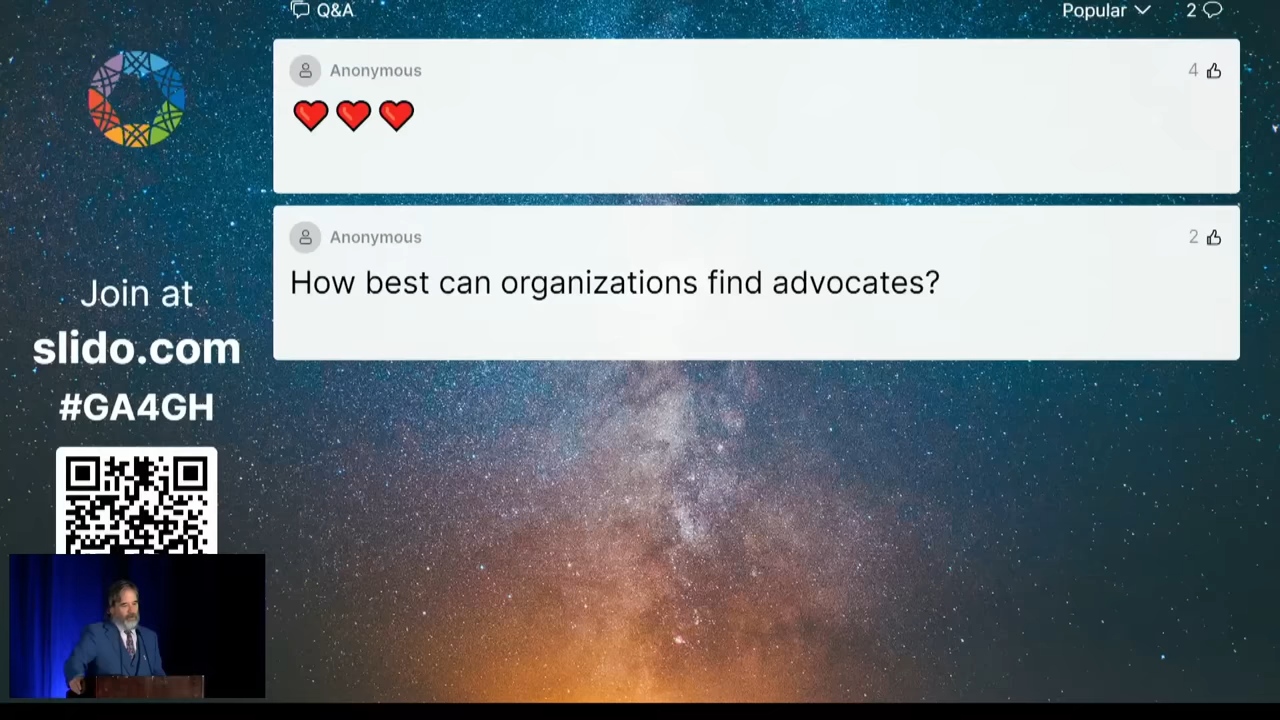 Q&A
Popular
2
Anonymous
4
❤️❤️❤️
Anonymous
2
How best can organizations find advocates?
Join at
slido.com
#GA4GH